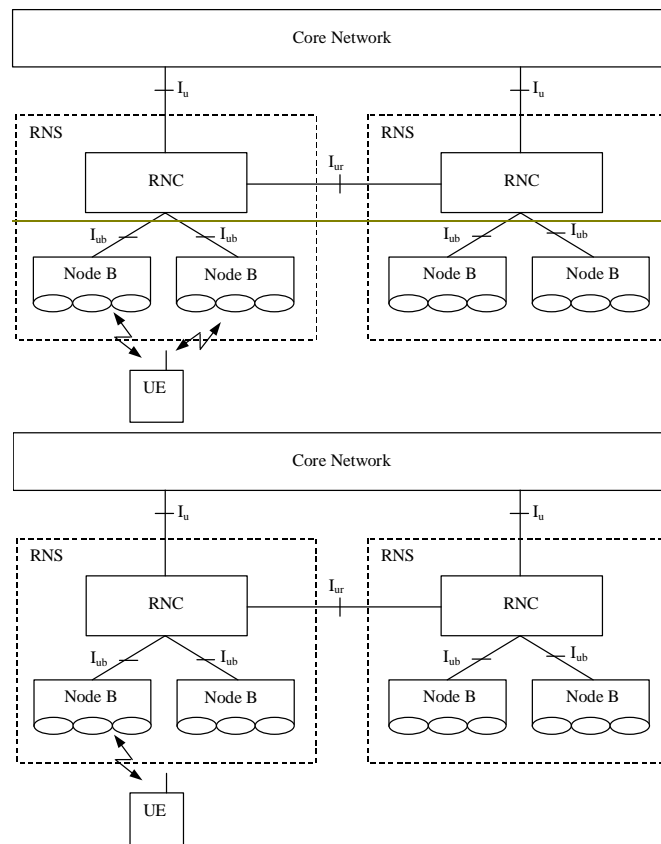 Core Network
Iu Iu
RNS RNS
Iur
RNC RNC
Iub Iub Iub Iub
Node B Node B Node B Node B
UE
Core Network
Iu Iu
RNS RNS
Iur
RNC RNC
Iub Iub Iub Iub
Node B Node B Node B Node B
UE